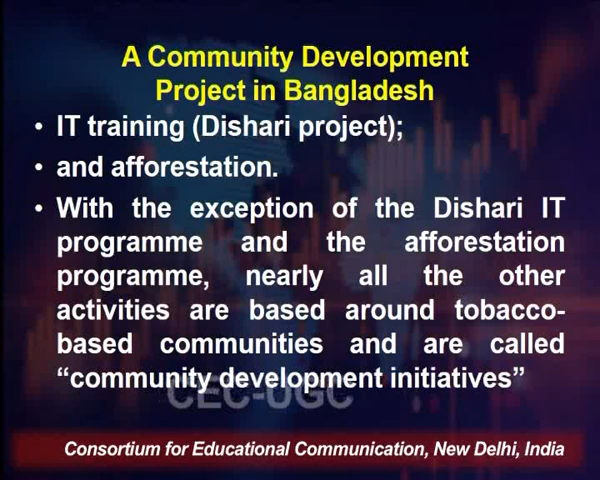 A Community Development
Project in Bangladesh
• IT training (Dishari project);
• and afforestation.
• With the exception of the Dishari IT
programme and the afforestation
programme, nearly all the other
activities are based around tobacco-
based communities and are called
“community development initiatives”
CEC-UGC
Consortium for Educational Communication, New Delhi, India